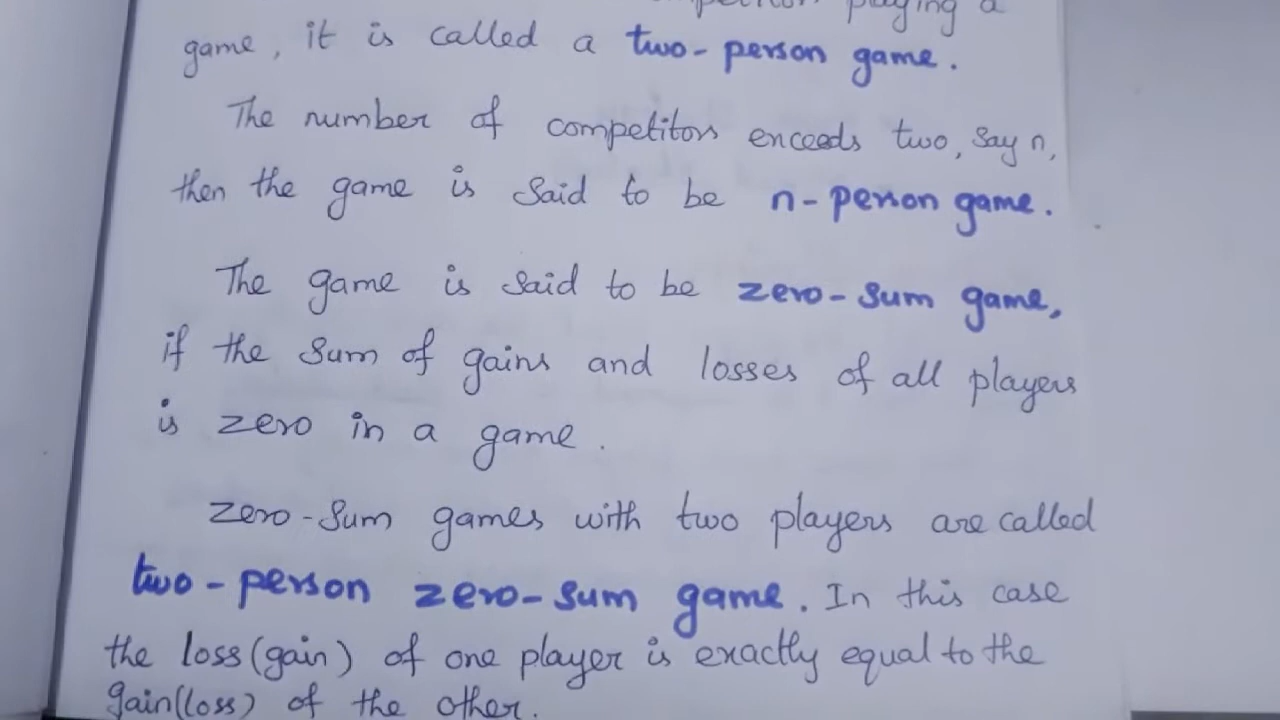 playing a
game, it is called a two-person game.
The number of competitors exceeds two, say n,
then the game is said to be n-person game.
The game is said to be zero-sum game,
if the sum of gains and losses of all players
is zero in a game.
zero-sum games with two players are called
two-person zero-sum game. In this case
the loss(gain) of one player is exactly equal to the
gain(loss) of the other.